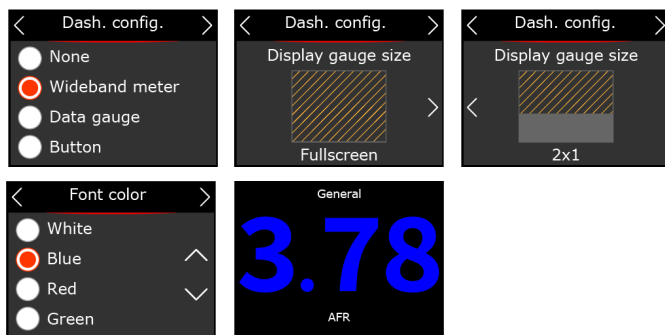 Dash. config.
None
Wideband meter
Data gauge
Button
Dash. config.
Display gauge size
Fullscreen
Dash. config.
Display gauge size
2x1
Font color
White
Blue
Red
Green
General
3.78
AFR